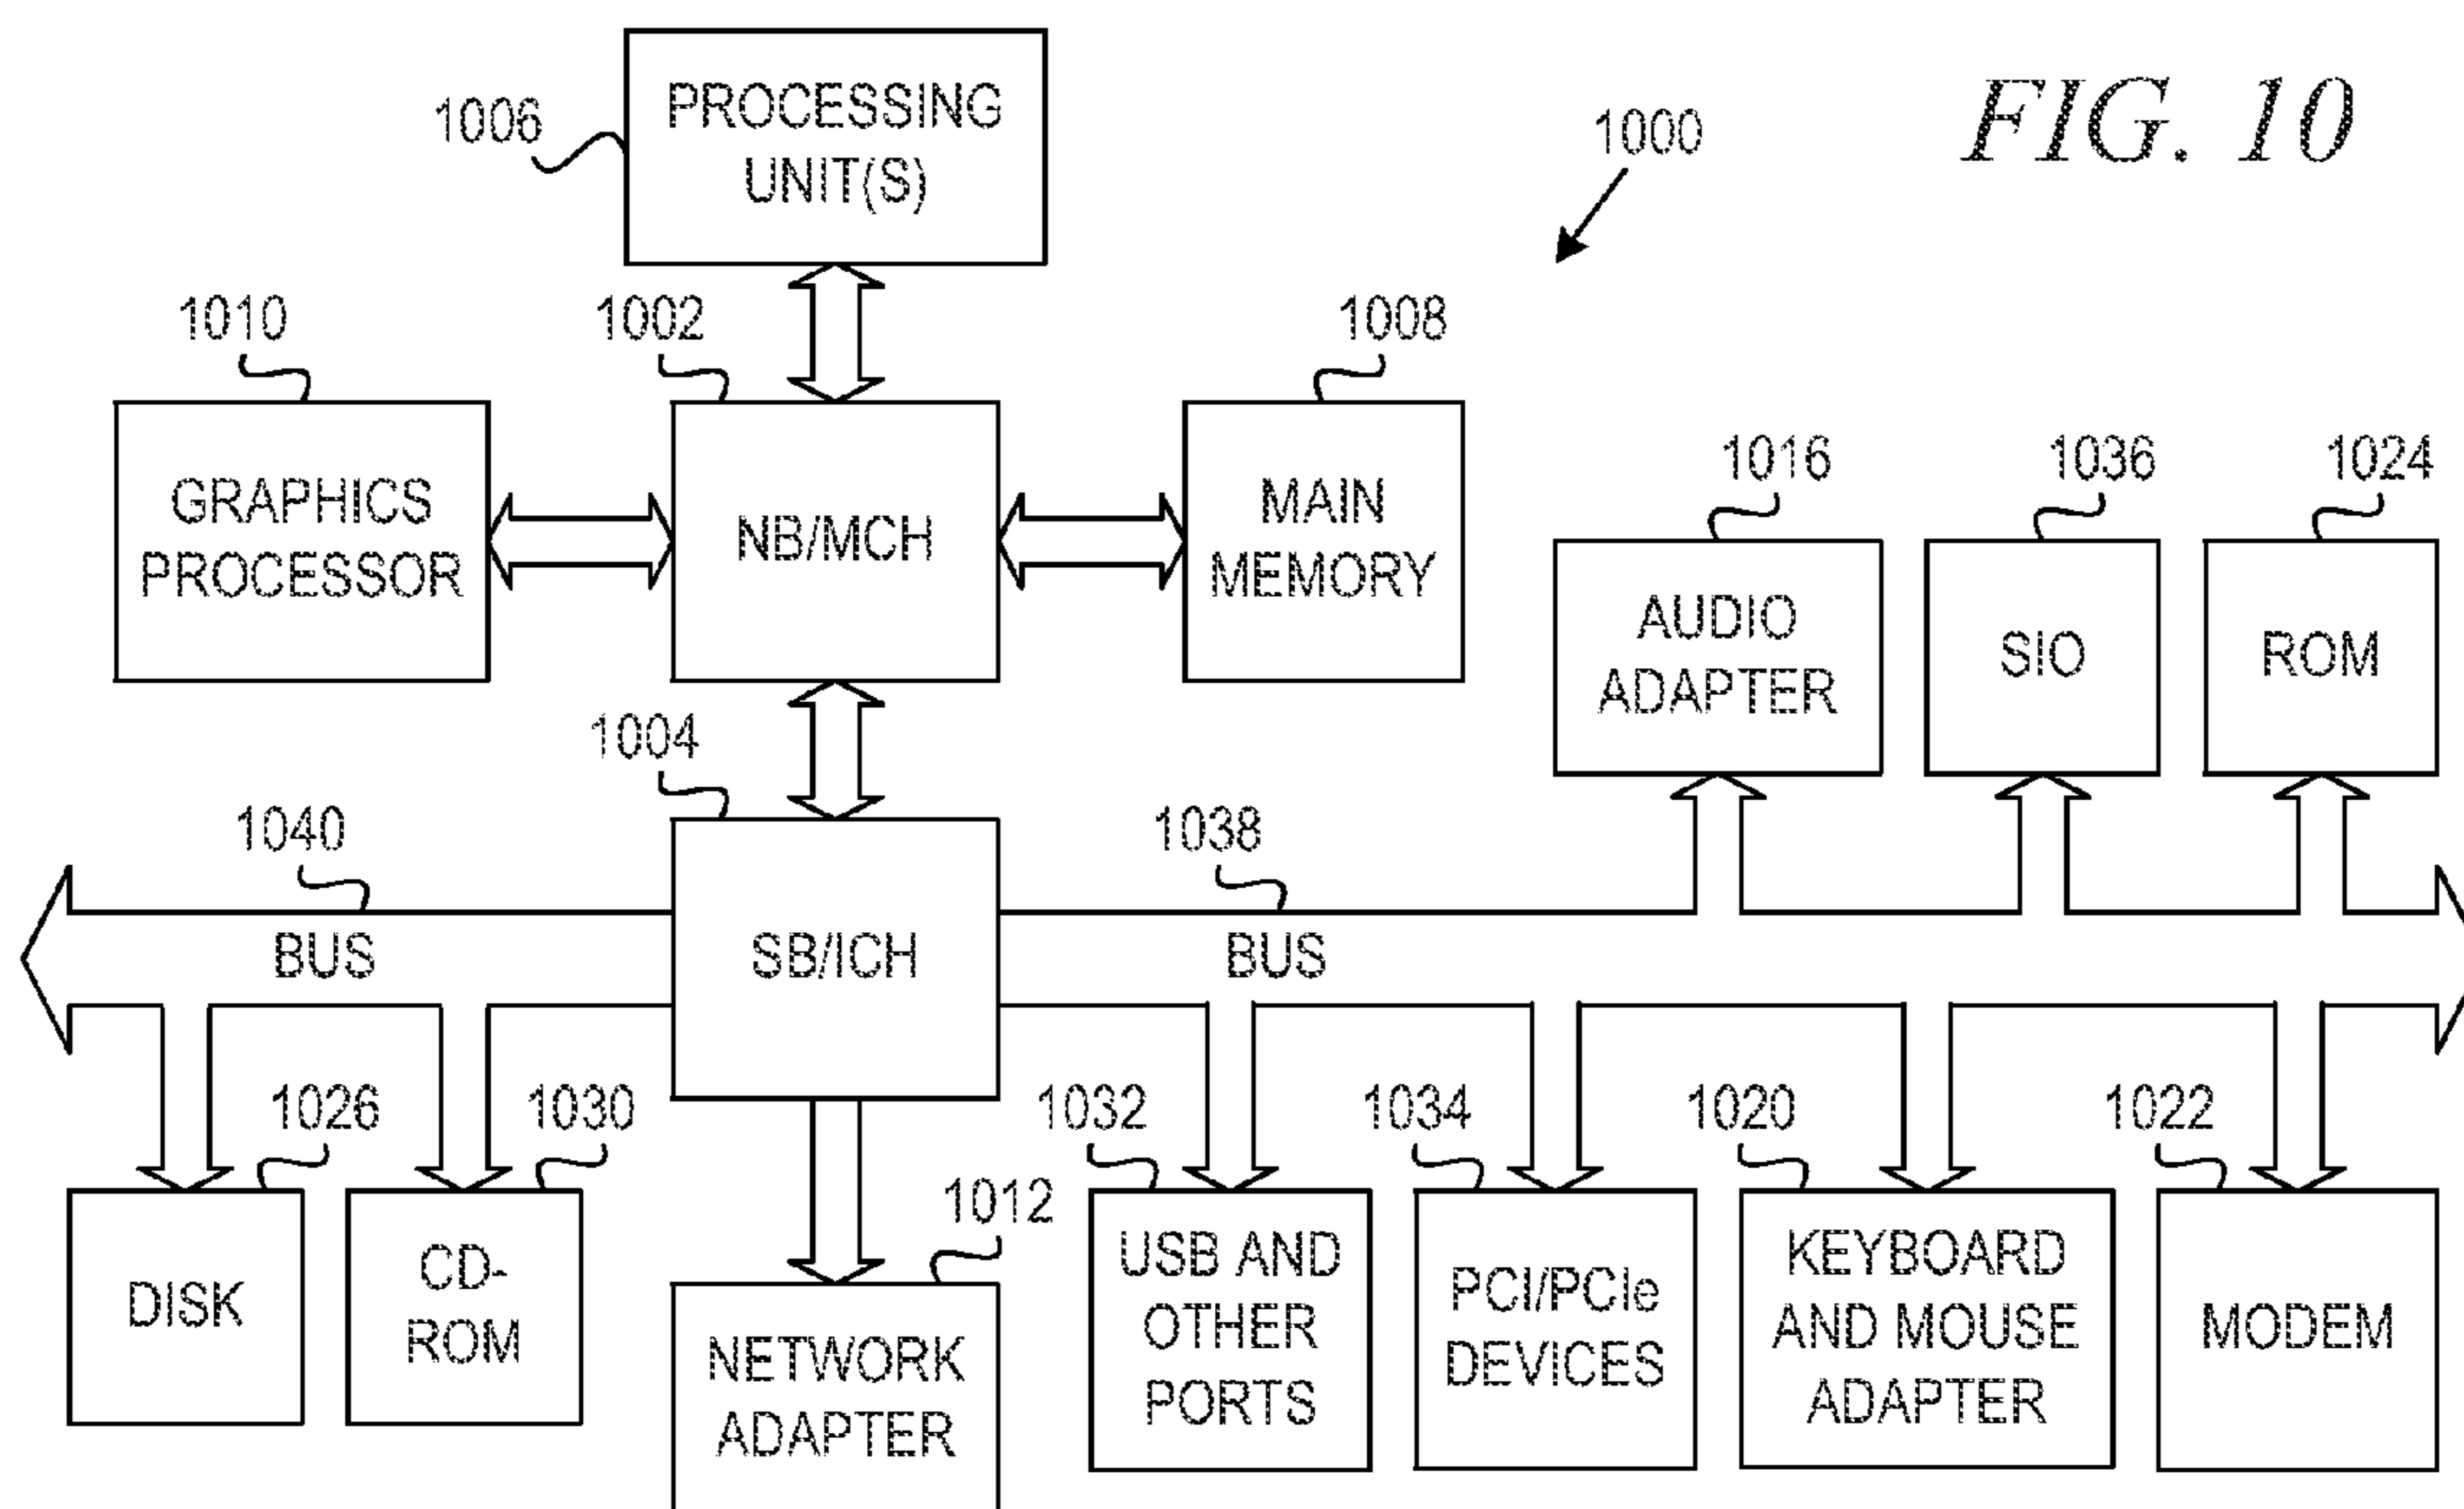 FIG. 10
1006
PROCESSING
UNIT(S)
1000
1010
1002
1008
GRAPHICS
PROCESSOR
NB/MCH
MAIN
MEMORY
1016
1036
1024
AUDIO
ADAPTER
SIO
ROM
1004
1040
1038
BUS
SB/ICH
BUS
1026
1030
1012
1032
1034
1020
1022
DISK
CD-
ROM
NETWORK
ADAPTER
USB AND
OTHER
PORTS
PCI/PCIe
DEVICES
KEYBOARD
AND MOUSE
ADAPTER
MODEM